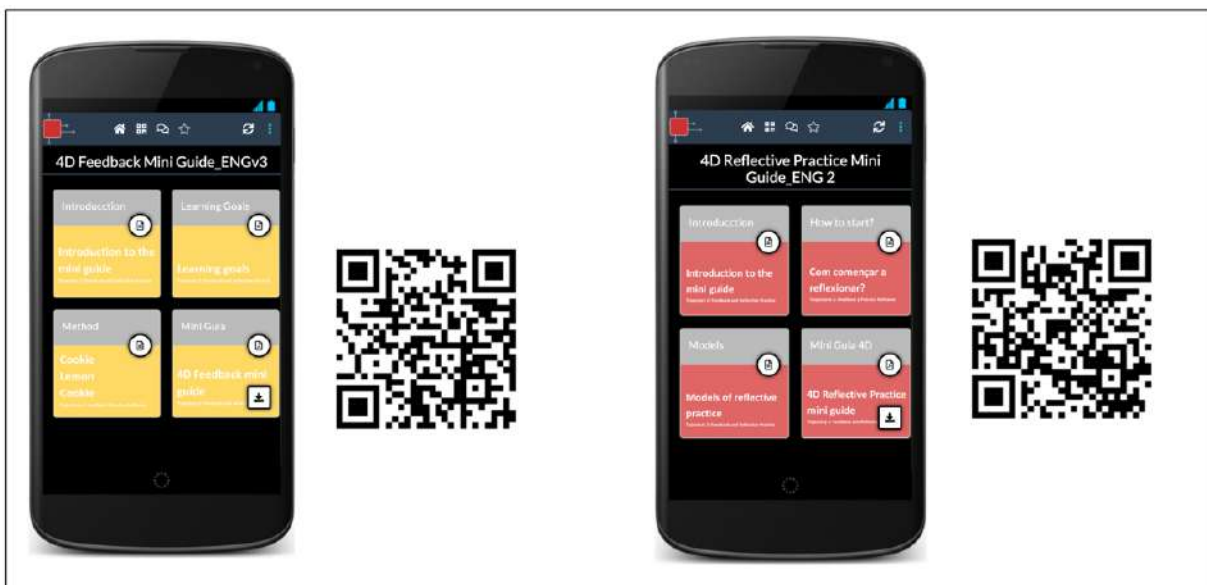 4D Feedback Mini Guide_ENGv3
Introducction
Learning Goals
Introduction to the
mini guide
Learning goals
Method
Mini Guia
Cookie
Lemon
Cookie
4D Feedback mini
guide
4D Reflective Practice Mini
Guide_ENG 2
Introducction
How to start?
Introduction to the
mini guide
Com començar a
reflexionar?
Models
Mini Guia 4D
Models of reflective
practice
4D Reflective Practice
mini guide